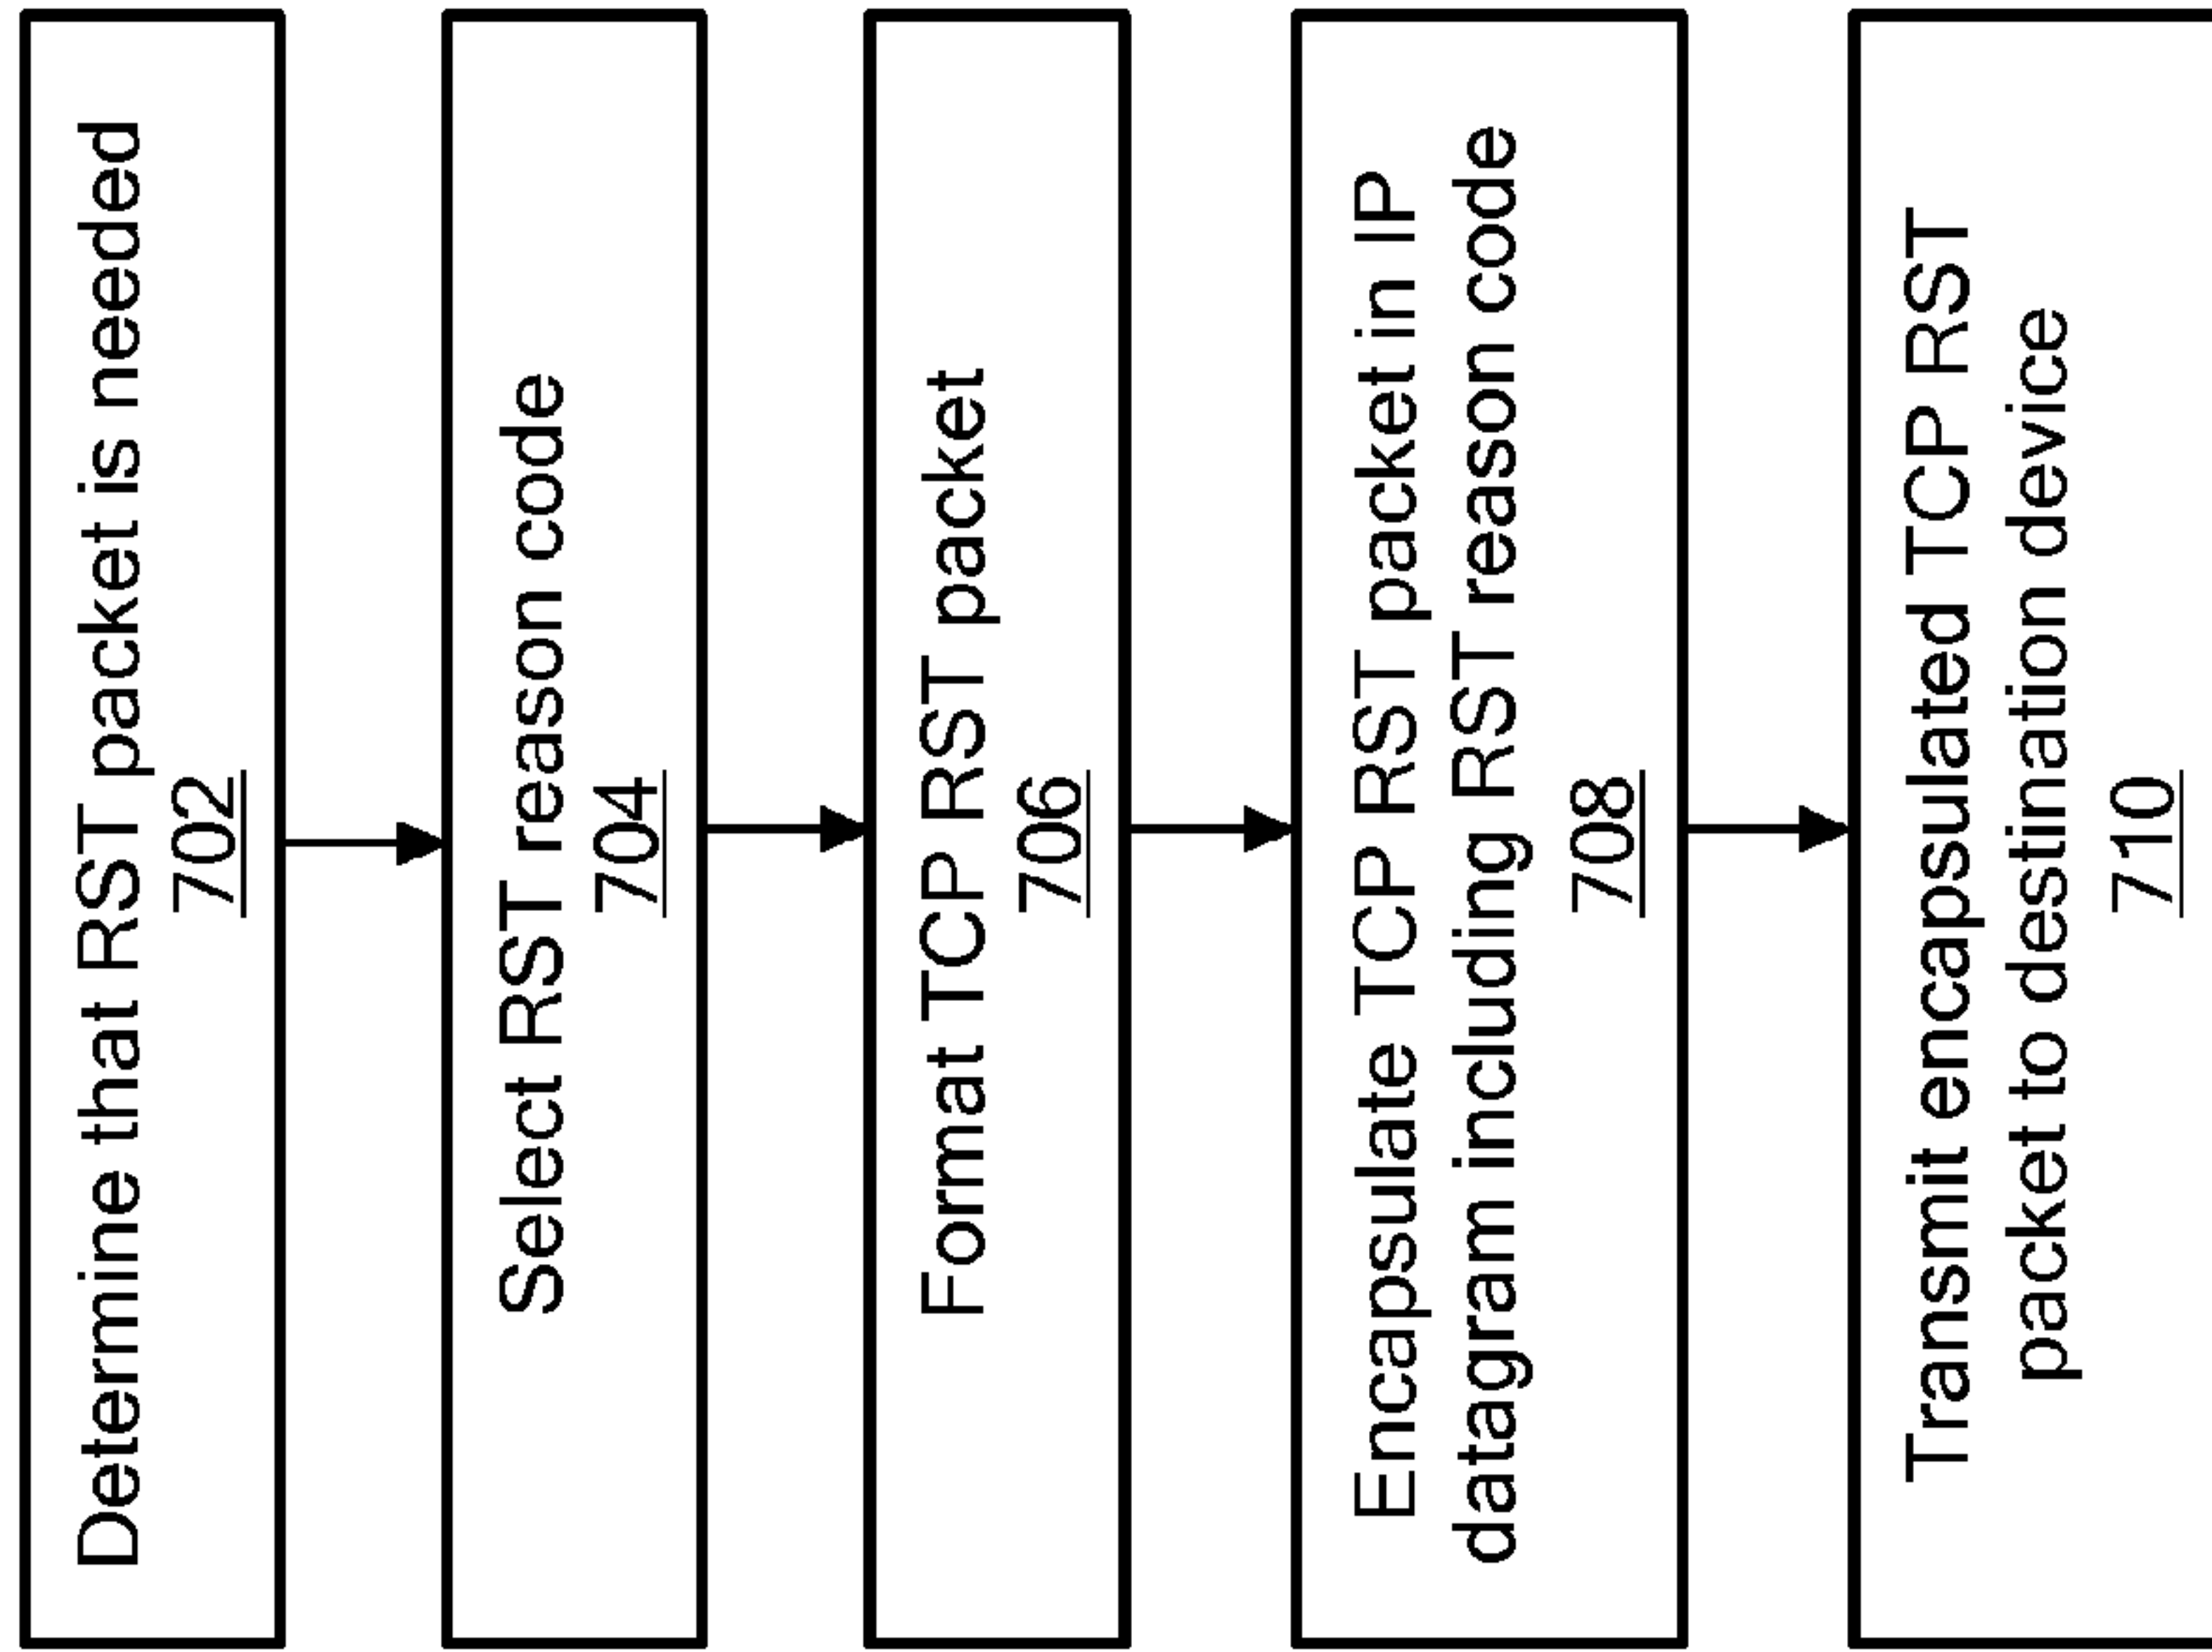 Determine that RST packet is needed
702
Select RST reason code
704
Format TCP RST packet
706
Encapsulate TCP RST packet in IP
datagram including RST reason code
708
Transmit encapsulated TCP RST
packet to destination device
710